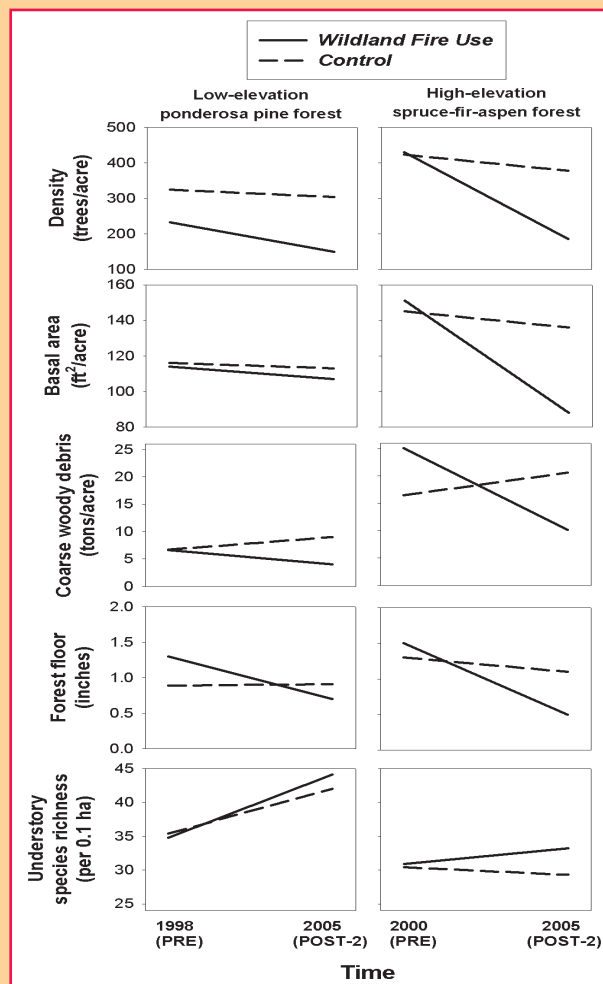 Wildland Fire Use
Control
Low-elevation
ponderosa pine forest
High-elevation
spruce-fir-aspen forest
Density
(trees/acre)
500
400
300
200
100
Basal area
(ft²/acre)
160
140
120
100
80
Coarse woody debris
(tons/acre)
25
20
15
10
5
0
Forest floor
(inches)
2.0
1.5
1.0
0.5
0.0
Understory
species richness
(per 0.1 ha)
45
40
35
30
25
1998
(PRE)
2005
(POST-2)
2000
(PRE)
2005
(POST-2)
Time